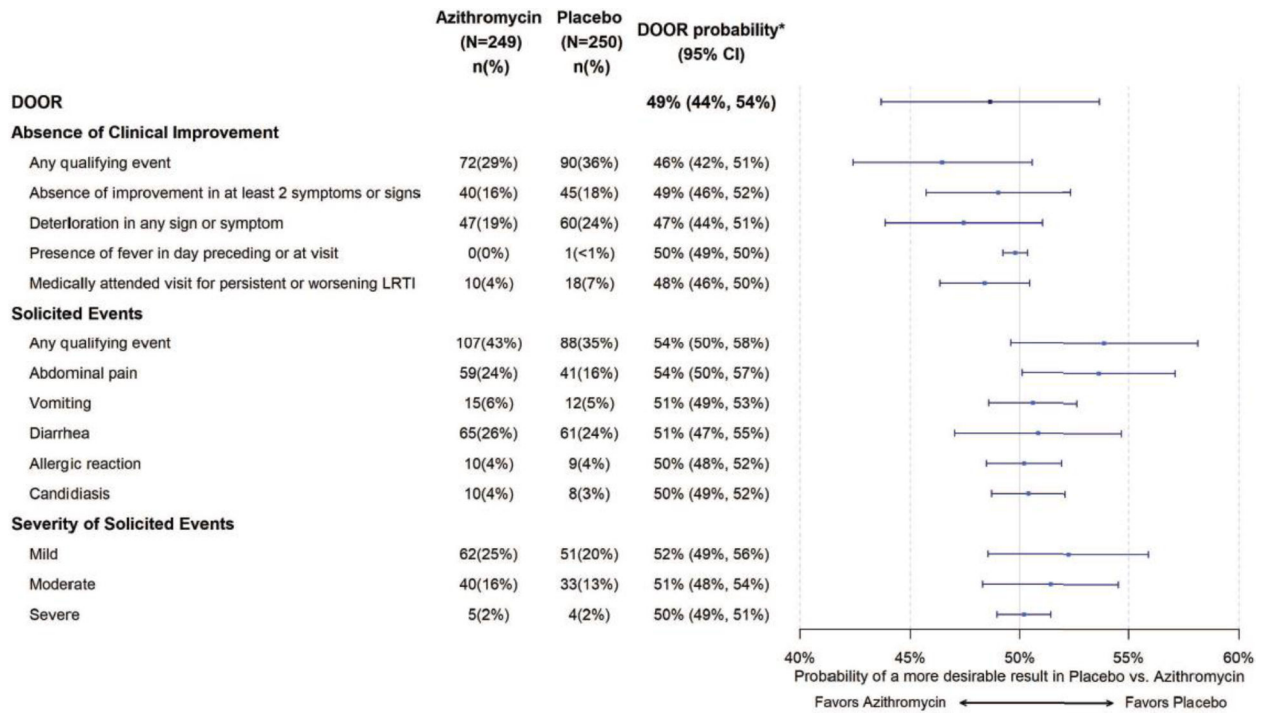 Azithromycin Placebo DOOR probability*
(N=249) (N=250) (95% CI)
n(%) n(%)
DOOR 49% (44%, 54%)
Absence of Clinical Improvement
Any qualifying event 72(29%) 90(36%) 46% (42%, 51%)
Absence of improvement in at least 2 symptoms or signs 40(16%) 45(18%) 49% (46%, 52%)
Deterloration in any sign or symptom 47(19%) 60(24%) 47% (44%, 51%)
Presence of fever in day preceding or at visit 0(0%) 1(<1%) 50% (49%, 50%)
Medically attended visit for persistent or worsening LRTI 10(4%) 18(7%) 48% (46%, 50%)
Solicited Events
Any qualifying event 107(43%) 88(35%) 54% (50%, 58%)
Abdominal pain 59(24%) 41(16%) 54% (50%, 57%)
Vomiting 15(6%) 12(5%) 51% (49%, 53%)
Diarrhea 65(26%) 61(24%) 51% (47%, 55%)
Allergic reaction 10(4%) 9(4%) 50% (48%, 52%)
Candidiasis 10(4%) 8(3%) 50% (49%, 52%)
Severity of Solicited Events
Mild 62(25%) 51(20%) 52% (49%, 56%)
Moderate 40(16%) 33(13%) 51% (48%, 54%)
Severe 5(2%) 4(2%) 50% (49%, 51%)
40% 45% 50% 55% 60%
Probability of a more desirable result in Placebo vs. Azithromycin
Favors Azithromycin Favors Placebo